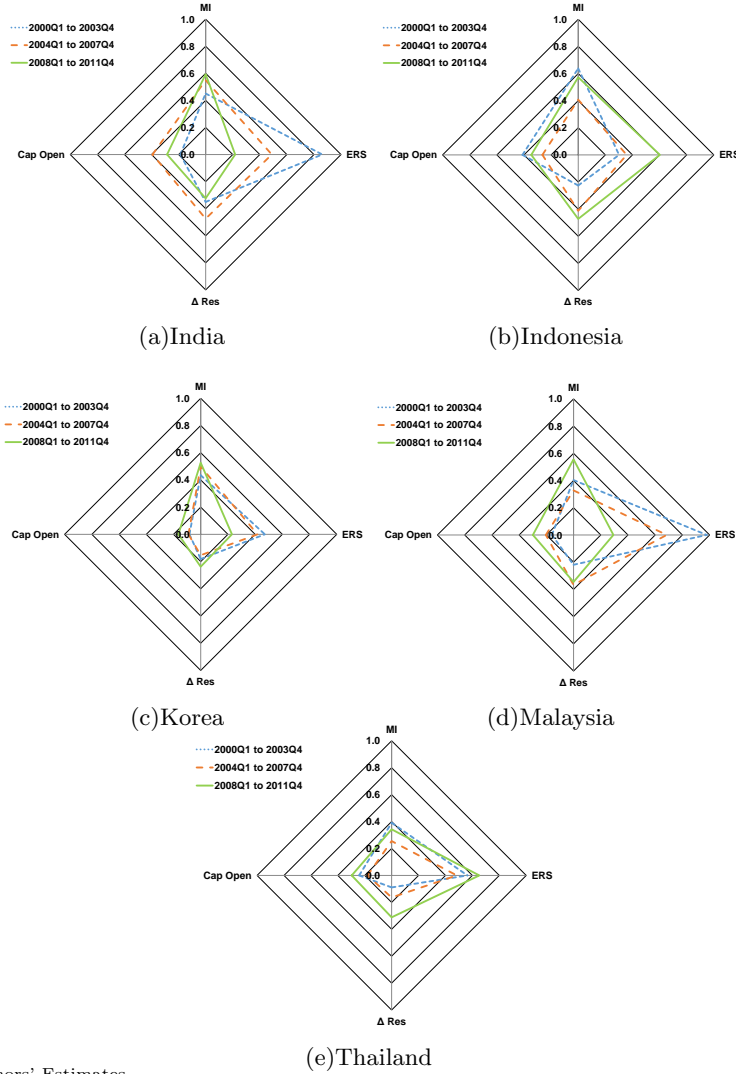 MI
1.0
2000Q1 to 2003Q4
0.8
2004Q1 to 2007Q4
0.6
2008Q1 to 2011Q4
0.4
0.2
Cap Open
0.0
ERS
Δ Res
(a)India
MI
1.0
2000Q1 to 2003Q4
0.8
2004Q1 to 2007Q4
0.6
2008Q1 to 2011Q4
0.4
0.2
Cap Open
0.0
ERS
Δ Res
(b)Indonesia
MI
1.0
2000Q1 to 2003Q4
0.8
2004Q1 to 2007Q4
0.6
2008Q1 to 2011Q4
0.4
0.2
Cap Open
0.0
ERS
Δ Res
(c)Korea
MI
1.0
2000Q1 to 2003Q4
0.8
2004Q1 to 2007Q4
0.6
2008Q1 to 2011Q4
0.4
0.2
Cap Open
0.0
ERS
Δ Res
(d)Malaysia
MI
1.0
2000Q1 to 2003Q4
0.8
2004Q1 to 2007Q4
0.6
2008Q1 to 2011Q4
0.4
0.2
Cap Open
0.0
ERS
Δ Res
(e)Thailand
Estimates